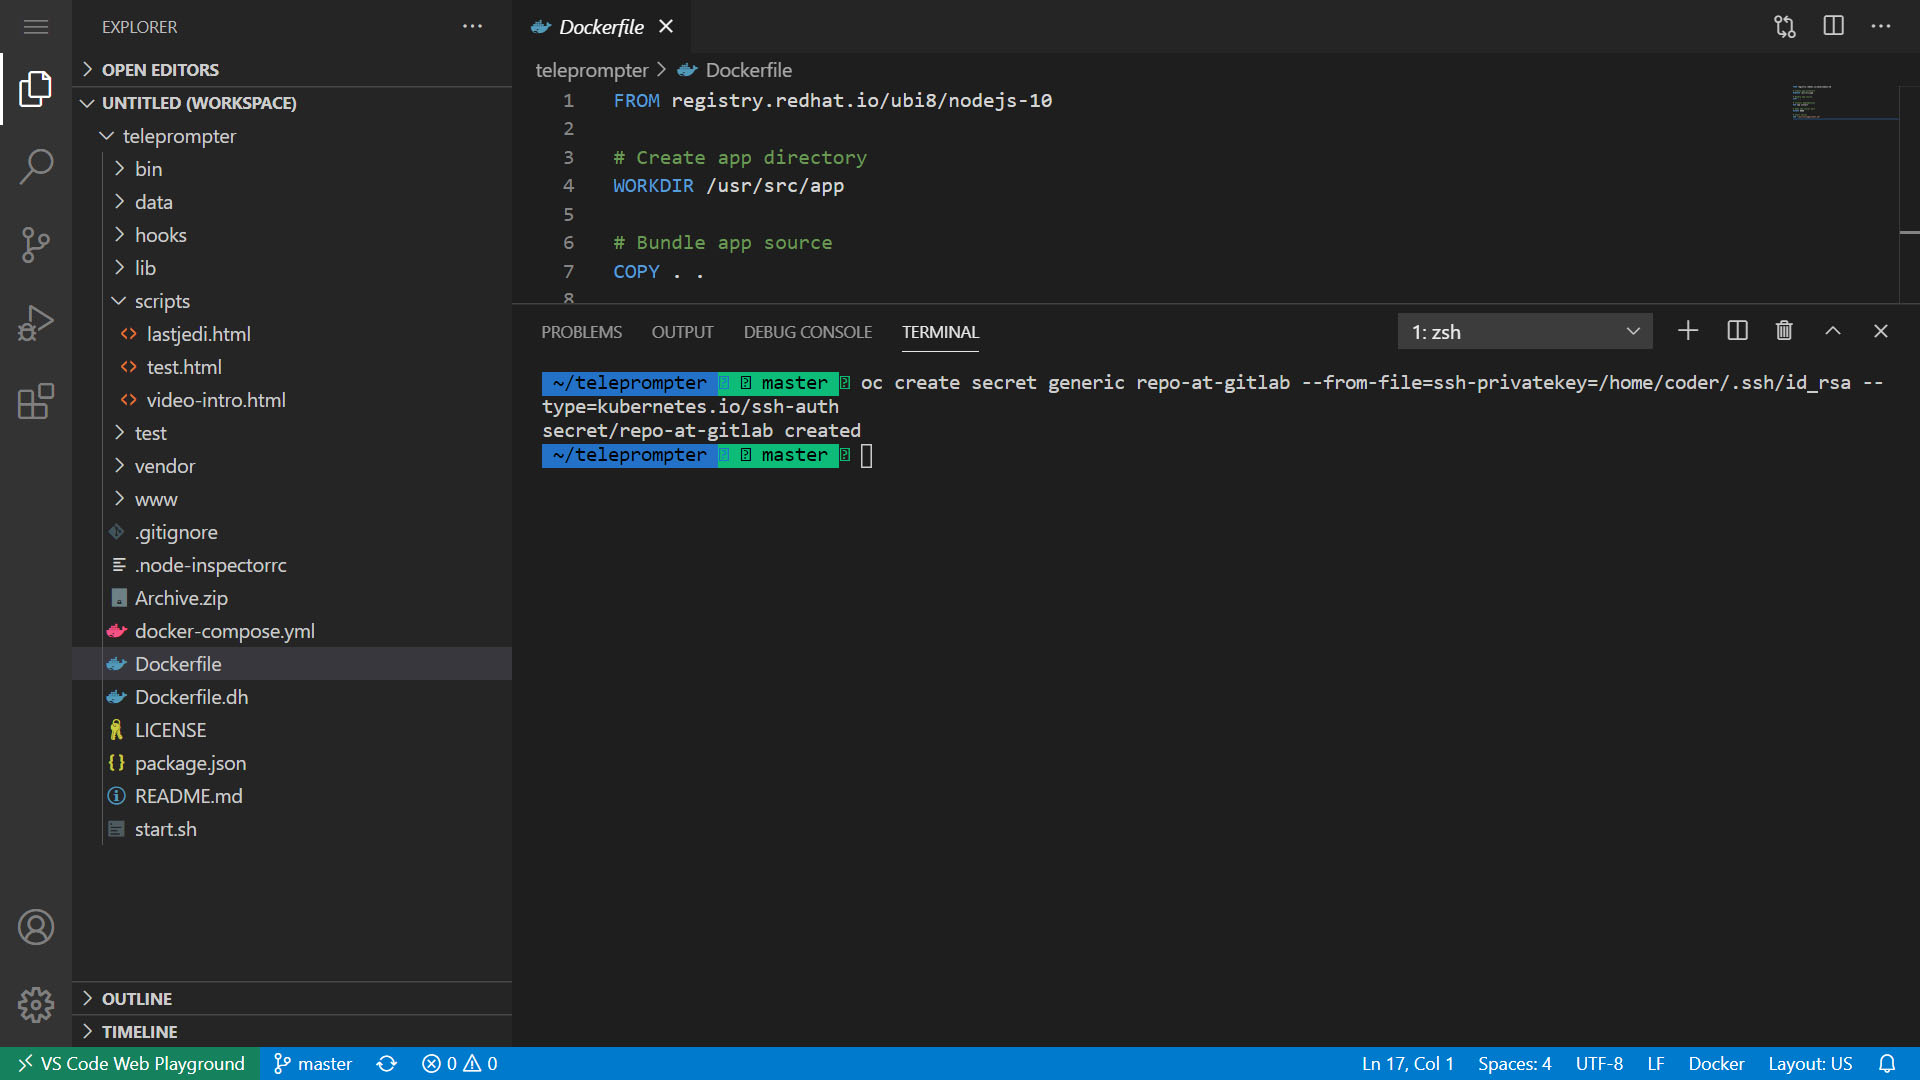 EXPLORER
OPEN EDITORS
UNTITLED (WORKSPACE)
teleprompter
bin
data
hooks
lib
scripts
lastjedi.html
test.html
video-intro.html
test
vendor
www
.gitignore
.node-inspectorrc
Archive.zip
docker-compose.yml
Dockerfile
Dockerfile.dh
LICENSE
package.json
README.md
start.sh
OUTLINE
TIMELINE
Dockerfile
teleprompter > Dockerfile
1 FROM registry.redhat.io/ubi8/nodejs-10
2
3 # Create app directory
4 WORKDIR /usr/src/app
5
6 # Bundle app source
7 COPY . .
8
PROBLEMS OUTPUT DEBUG CONSOLE TERMINAL 1: zsh
~/teleprompter master oc create secret generic repo-at-gitlab --from-file=ssh-privatekey=/home/coder/.ssh/id_rsa --
type=kubernetes.io/ssh-auth
secret/repo-at-gitlab created
~/teleprompter master
VS Code Web Playground master 0 0 Ln 17, Col 1 Spaces: 4 UTF-8 LF Docker Layout: US